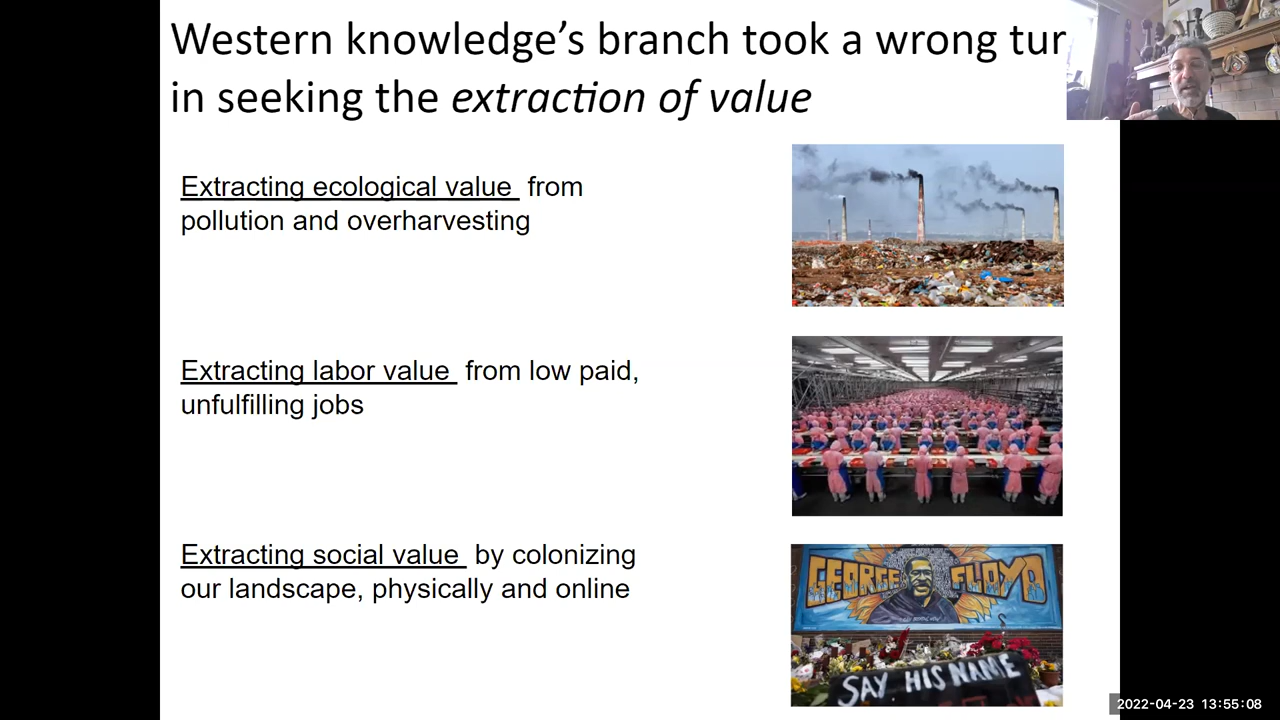 Western knowledge's branch took a wrong tur
in seeking the extraction of value
Extracting ecological value from
pollution and overharvesting
Extracting labor value from low paid,
unfulfilling jobs
Extracting social value by colonizing
our landscape, physically and online
GEORGE FLOYD
SAY HIS NAME
2022-04-23 13:55:08